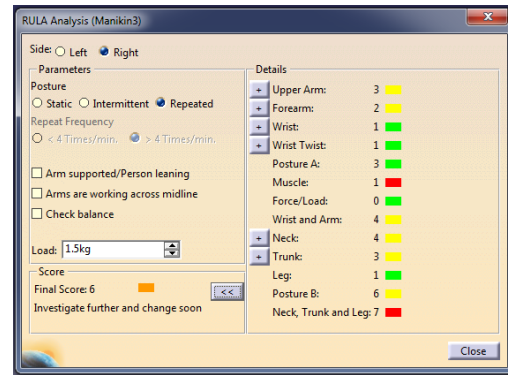 RULA Analysis (Manikin3)
Side: Left Right
Parameters
Posture
Static Intermittent Repeated
Repeat Frequency
< 4 Times/min. > 4 Times/min.
Arm supported/Person leaning
Arms are working across midline
Check balance
Load: 1.5kg
Score
Final Score: 6
<<
Investigate further and change soon
Details
+ Upper Arm: 3
+ Forearm: 2
+ Wrist: 1
+ Wrist Twist: 1
Posture A: 3
Muscle: 1
Force/Load: 0
Wrist and Arm: 4
+ Neck: 4
+ Trunk: 3
Leg: 1
Posture B: 6
Neck, Trunk and Leg: 7
Close